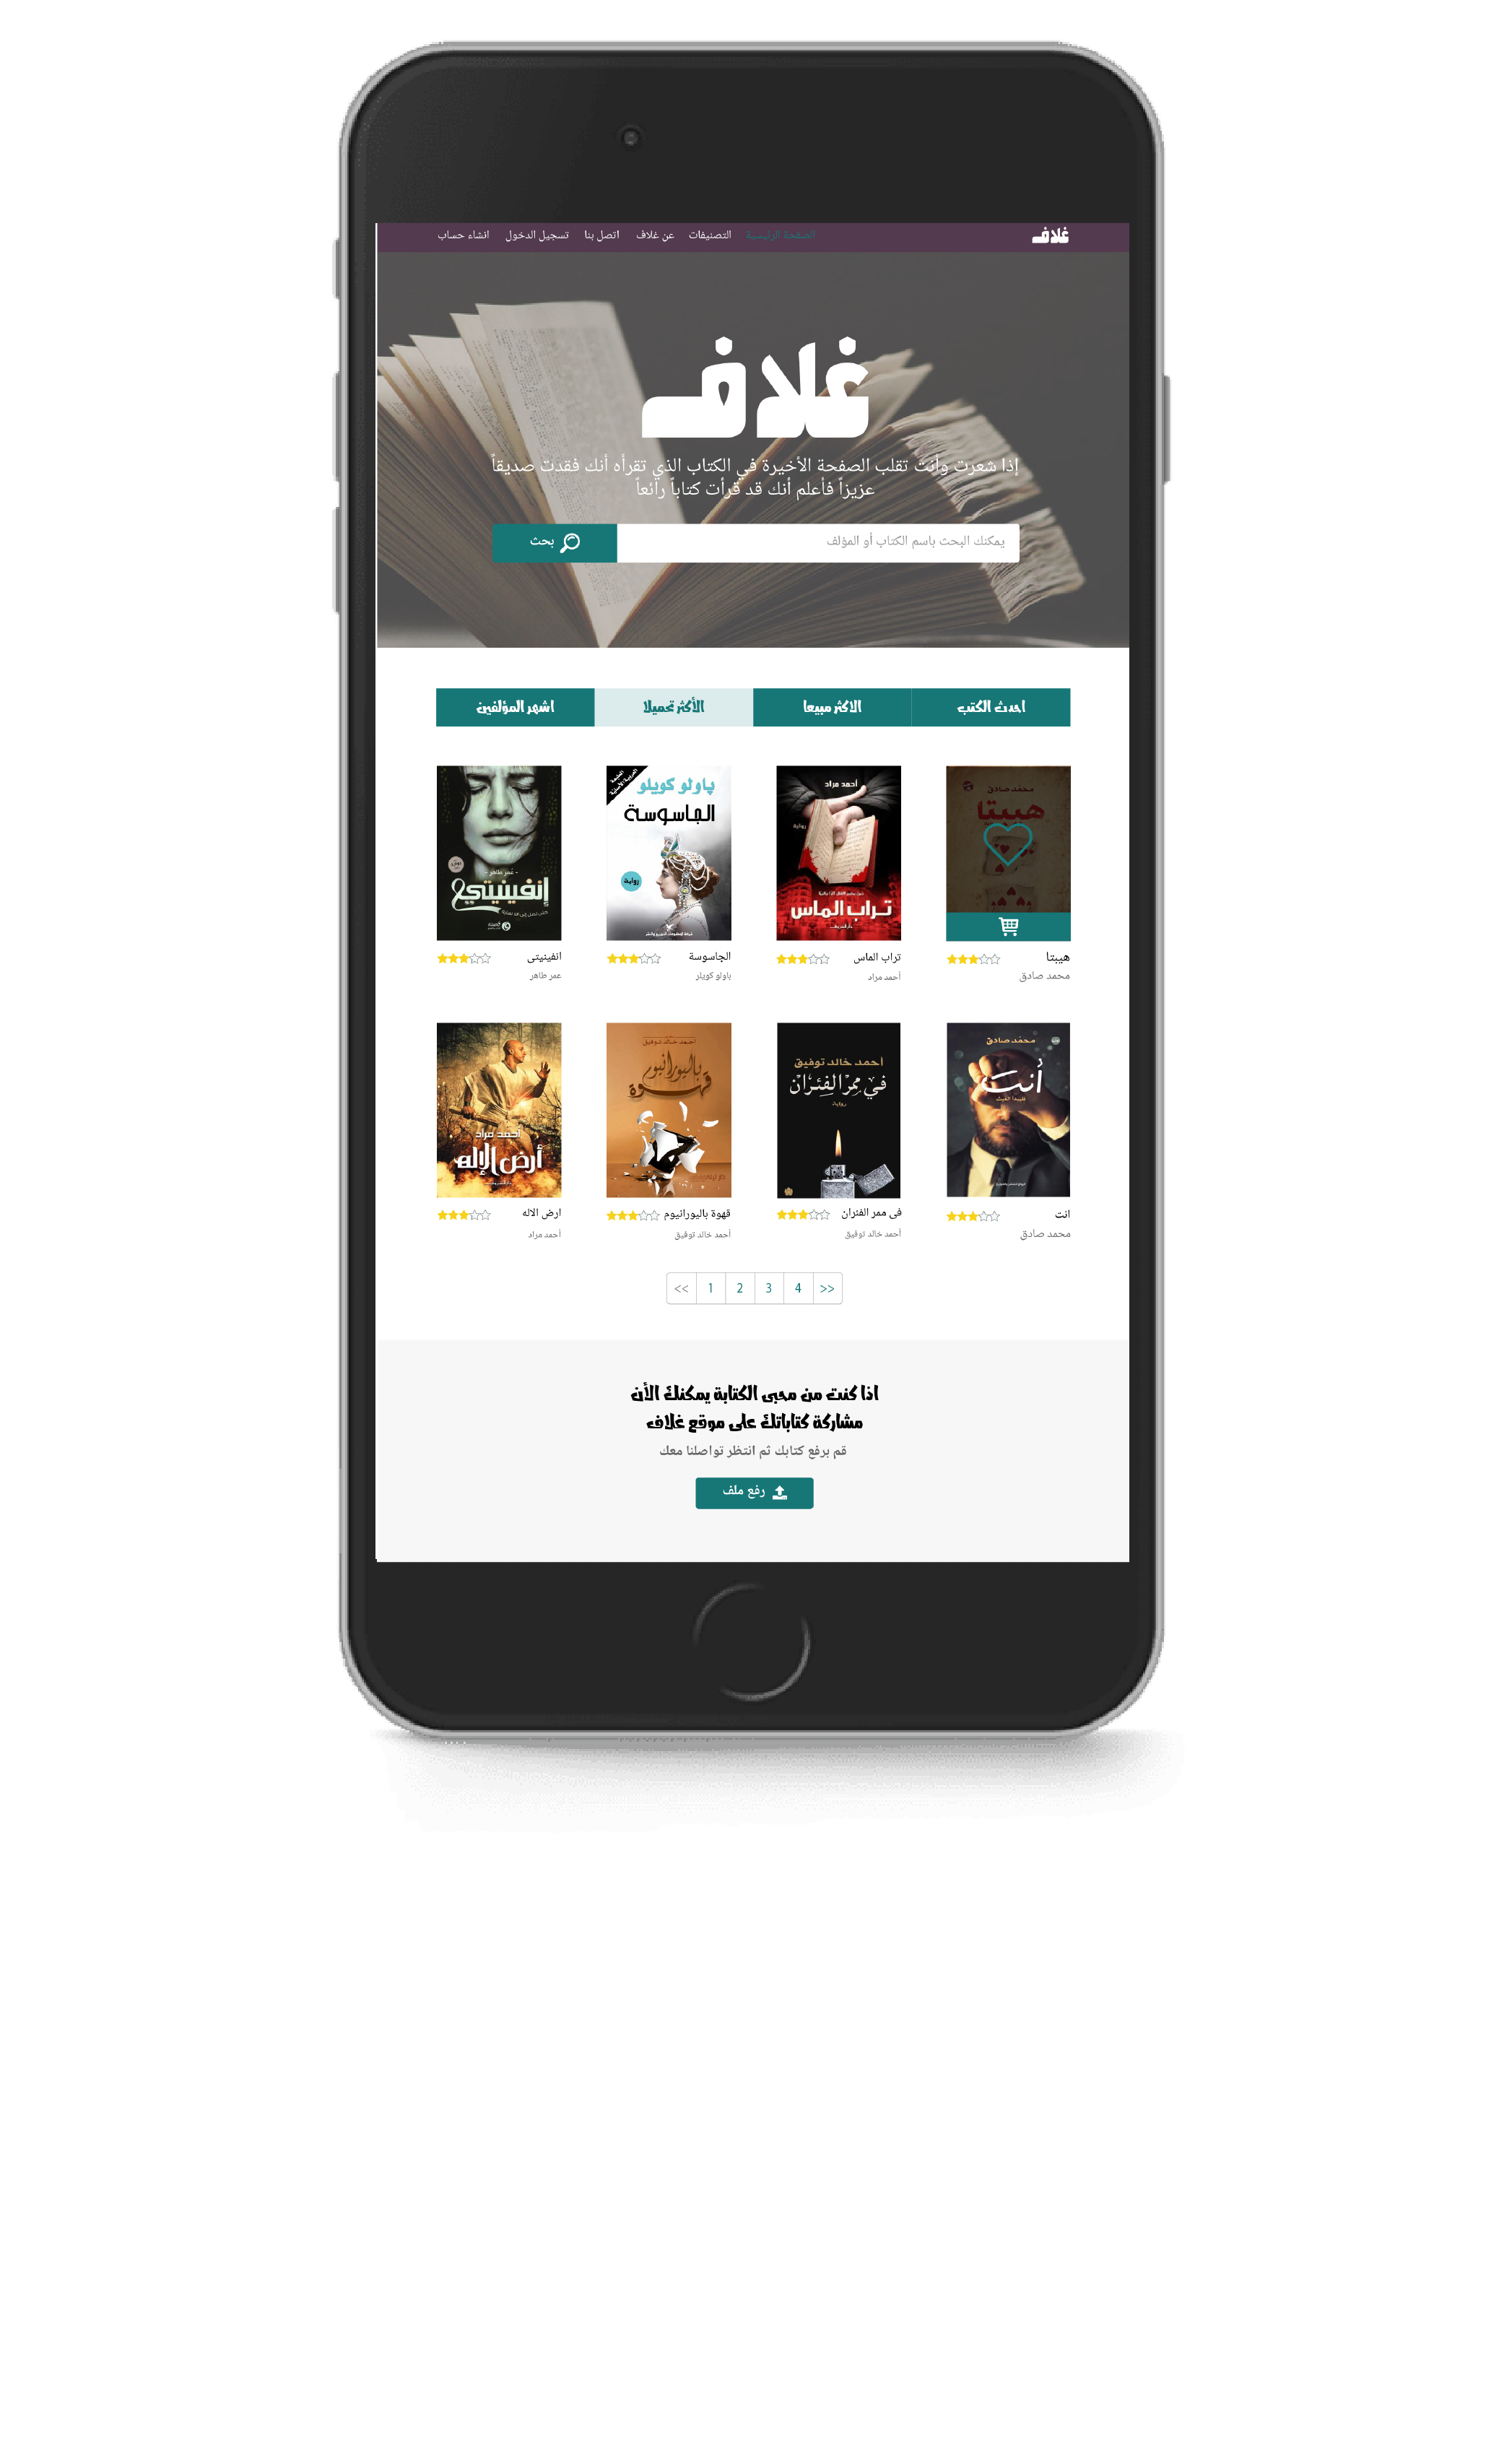 غلاف
الصفحة الرئيسية
التصنيفات
عن غلاف
اتصل بنا
تسجيل الدخول
انشاء حساب
غلاف
إذا شعرت وأنت تقلب الصفحة الأخيرة في الكتاب الذي تقرأه أنك فقدت صديقاً
عزيزاً فأعلم أنك قد قرأت كتاباً رائعاً
يمكنك البحث باسم الكتاب أو المؤلف
بحث
احدث الكتب
الاكثر مبيعا
الأكثر تحميلا
اشهر المؤلفين
محمد صادق
هيبتا
أحمد مراد
رواية
تراب الماس
باولو كويلو
الجاسوسة
رواية
عمر طاهر
إنفينيتي
هيبتا
محمد صادق
تراب الماس
أحمد مراد
الجاسوسة
باولو كويلر
انفينيتى
عمر طاهر
محمد صادق
أنت
فليبدأ العبث
أحمد خالد توفيق
في ممر الفئران
رواية
أحمد خالد توفيق
قهوة باليورانيوم
أحمد مراد
أرض الإله
انت
محمد صادق
فى ممر الفئران
أحمد خالد توفيق
قهوة باليورانيوم
أحمد خالد توفيق
ارض الاله
أحمد مراد
<< 1 2 3 4 >>
اذا كنت من محبى الكتابة يمكنك الأن
مشاركة كتاباتك على موقع غلاف
قم برفع كتابك ثم انتظر تواصلنا معك
رفع ملف